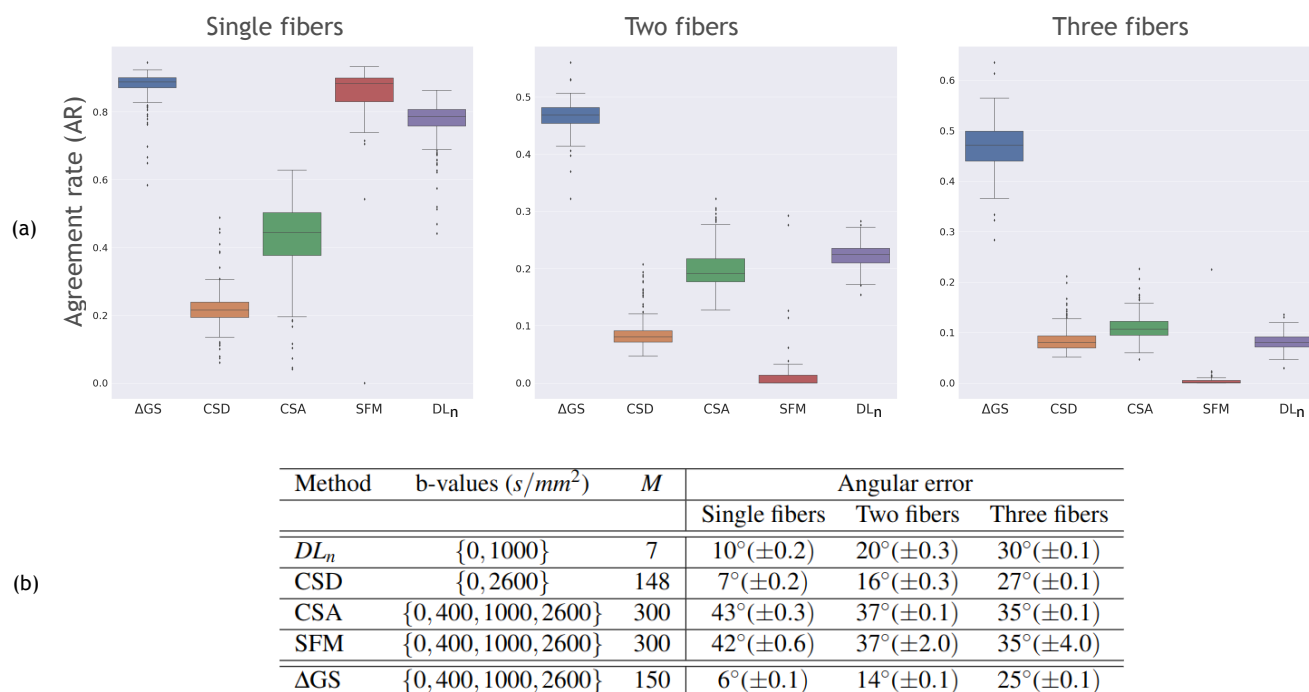 Single fibers
Two fibers
Three fibers
(a)
Agreement rate (AR)
0.8
0.6
0.4
0.2
0.0
ΔGS CSD CSA SFM DLn
0.5
0.4
0.3
0.2
0.1
0.0
ΔGS CSD CSA SFM DLn
0.6
0.5
0.4
0.3
0.2
0.1
0.0
ΔGS CSD CSA SFM DLn
(b)
Method b-values (s/mm²) M Angular error
Single fibers Two fibers Three fibers
DLₙ {0,1000} 7 10°(±0.2) 20°(±0.3) 30°(±0.1)
CSD {0,2600} 148 7°(±0.2) 16°(±0.3) 27°(±0.1)
CSA {0,400,1000,2600} 300 43°(±0.3) 37°(±0.1) 35°(±0.1)
SFM {0,400,1000,2600} 300 42°(±0.6) 37°(±2.0) 35°(±4.0)
ΔGS {0,400,1000,2600} 150 6°(±0.1) 14°(±0.1) 25°(±0.1)